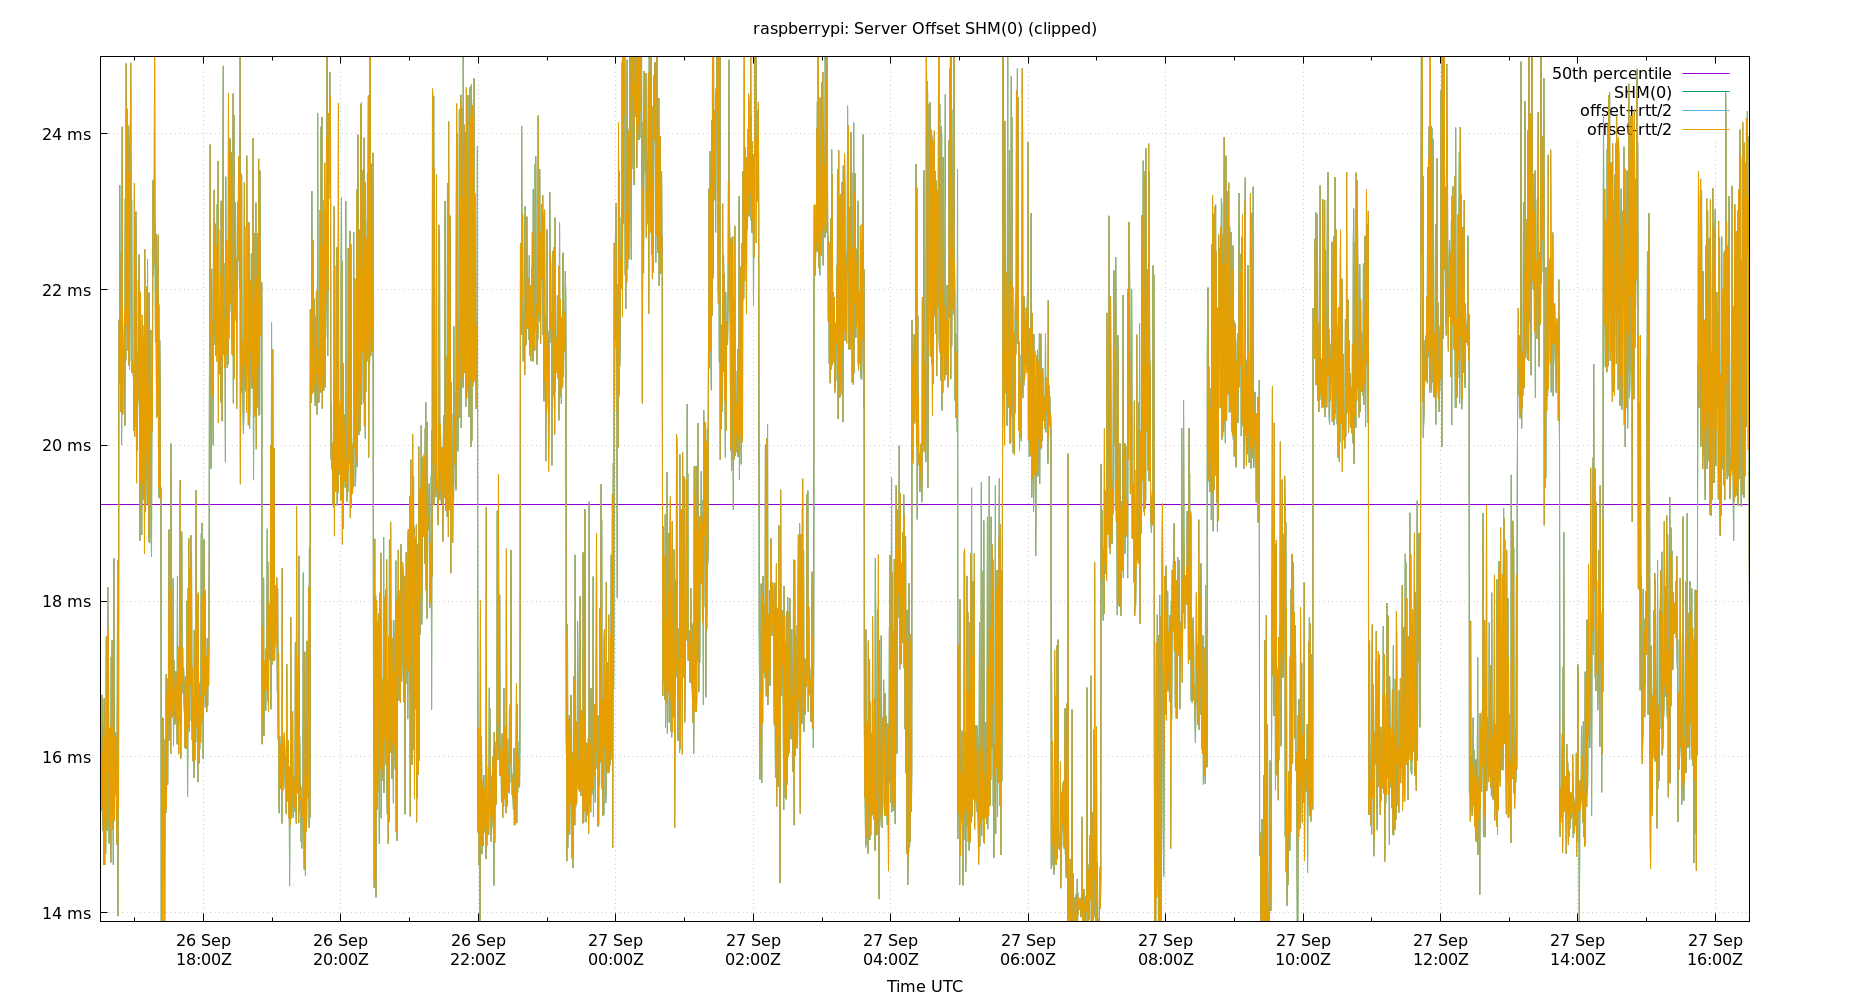 raspberrypi: Server Offset SHM(0) (clipped)
50th percentile
SHM(0)
offset+rtt/2
offset-rtt/2
24 ms
22 ms
20 ms
18 ms
16 ms
14 ms
26 Sep 26 Sep 26 Sep 27 Sep 27 Sep 27 Sep 27 Sep 27 Sep 27 Sep 27 Sep 27 Sep 27 Sep
18:00Z 20:00Z 22:00Z 00:00Z 02:00Z 04:00Z 06:00Z 08:00Z 10:00Z 12:00Z 14:00Z 16:00Z
Time UTC